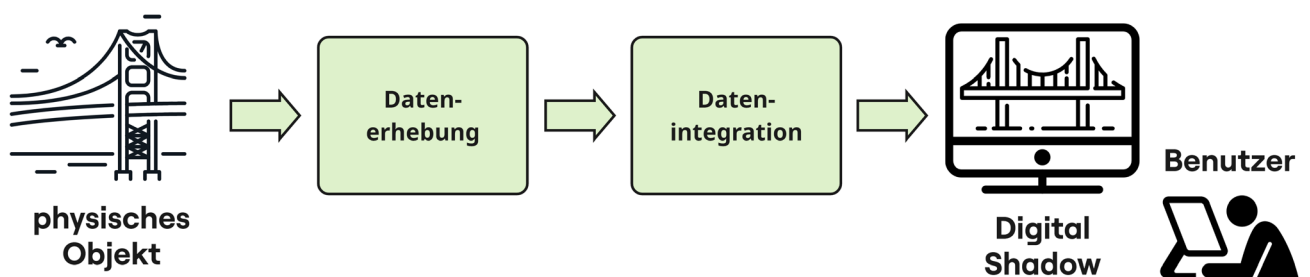 Daten-
erhebung
Daten-
integration
Benutzer
physisches
Objekt
Digital
Shadow